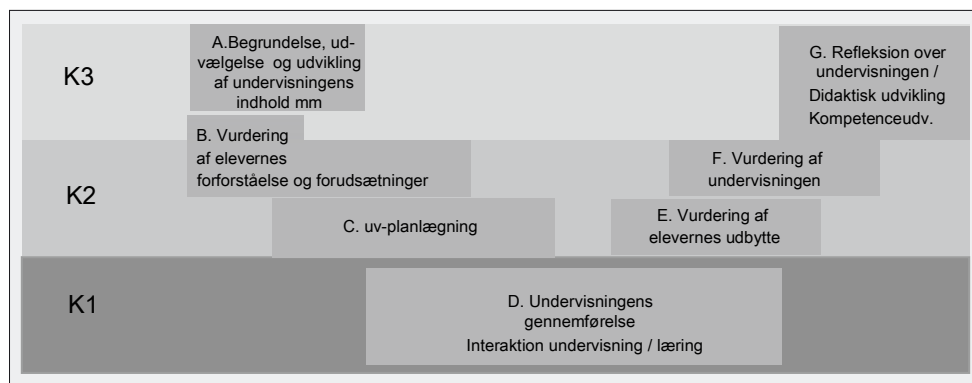 K3
A.Begrundelse, ud-
vælgelse og udvikling
af undervisningens
indhold mm
G. Refleksion over
undervisningen /
Didaktisk udvikling
Kompetenceudv.
K2
B. Vurdering
af elevernes
forforståelse og forudsætninger
F. Vurdering af
undervisningen
C. uv-planlægning
E. Vurdering af
elevernes udbytte
K1
D. Undervisningens
gennemførelse
Interaktion undervisning / læring